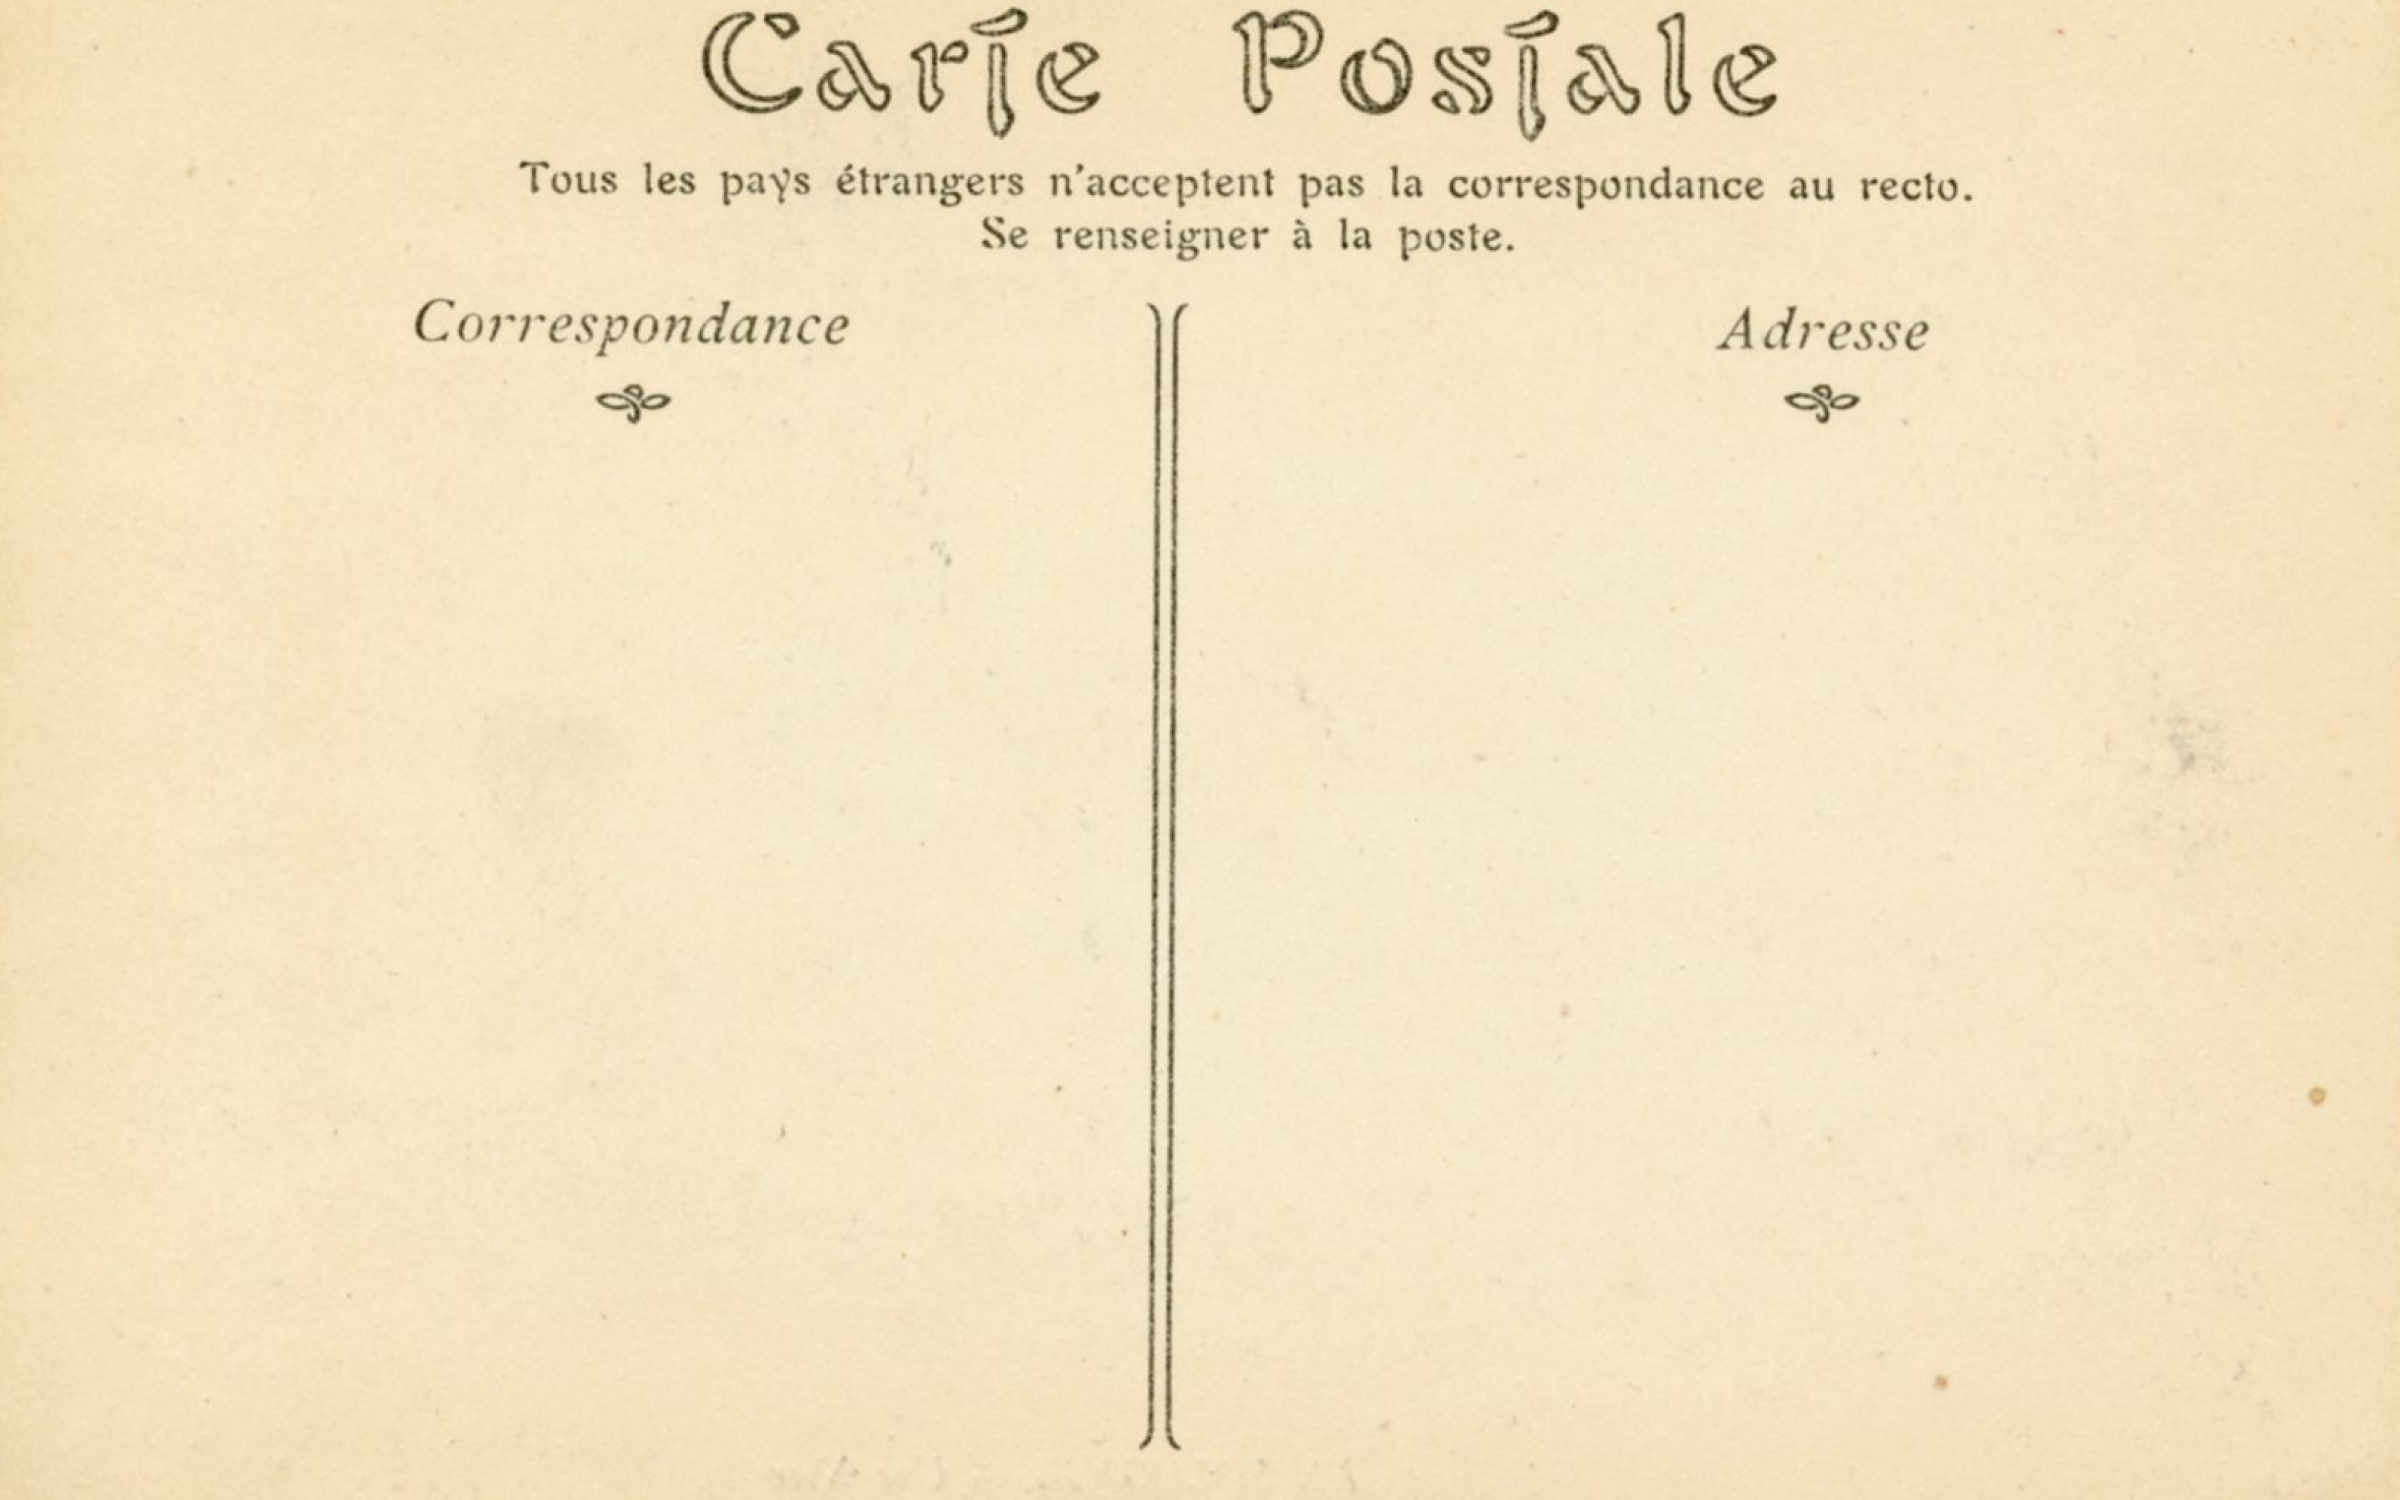 Carte Postale
Tous les pays étrangers n'acceptent pas la correspondance au recto.
Se renseigner à la poste.
Correspondance
Adresse